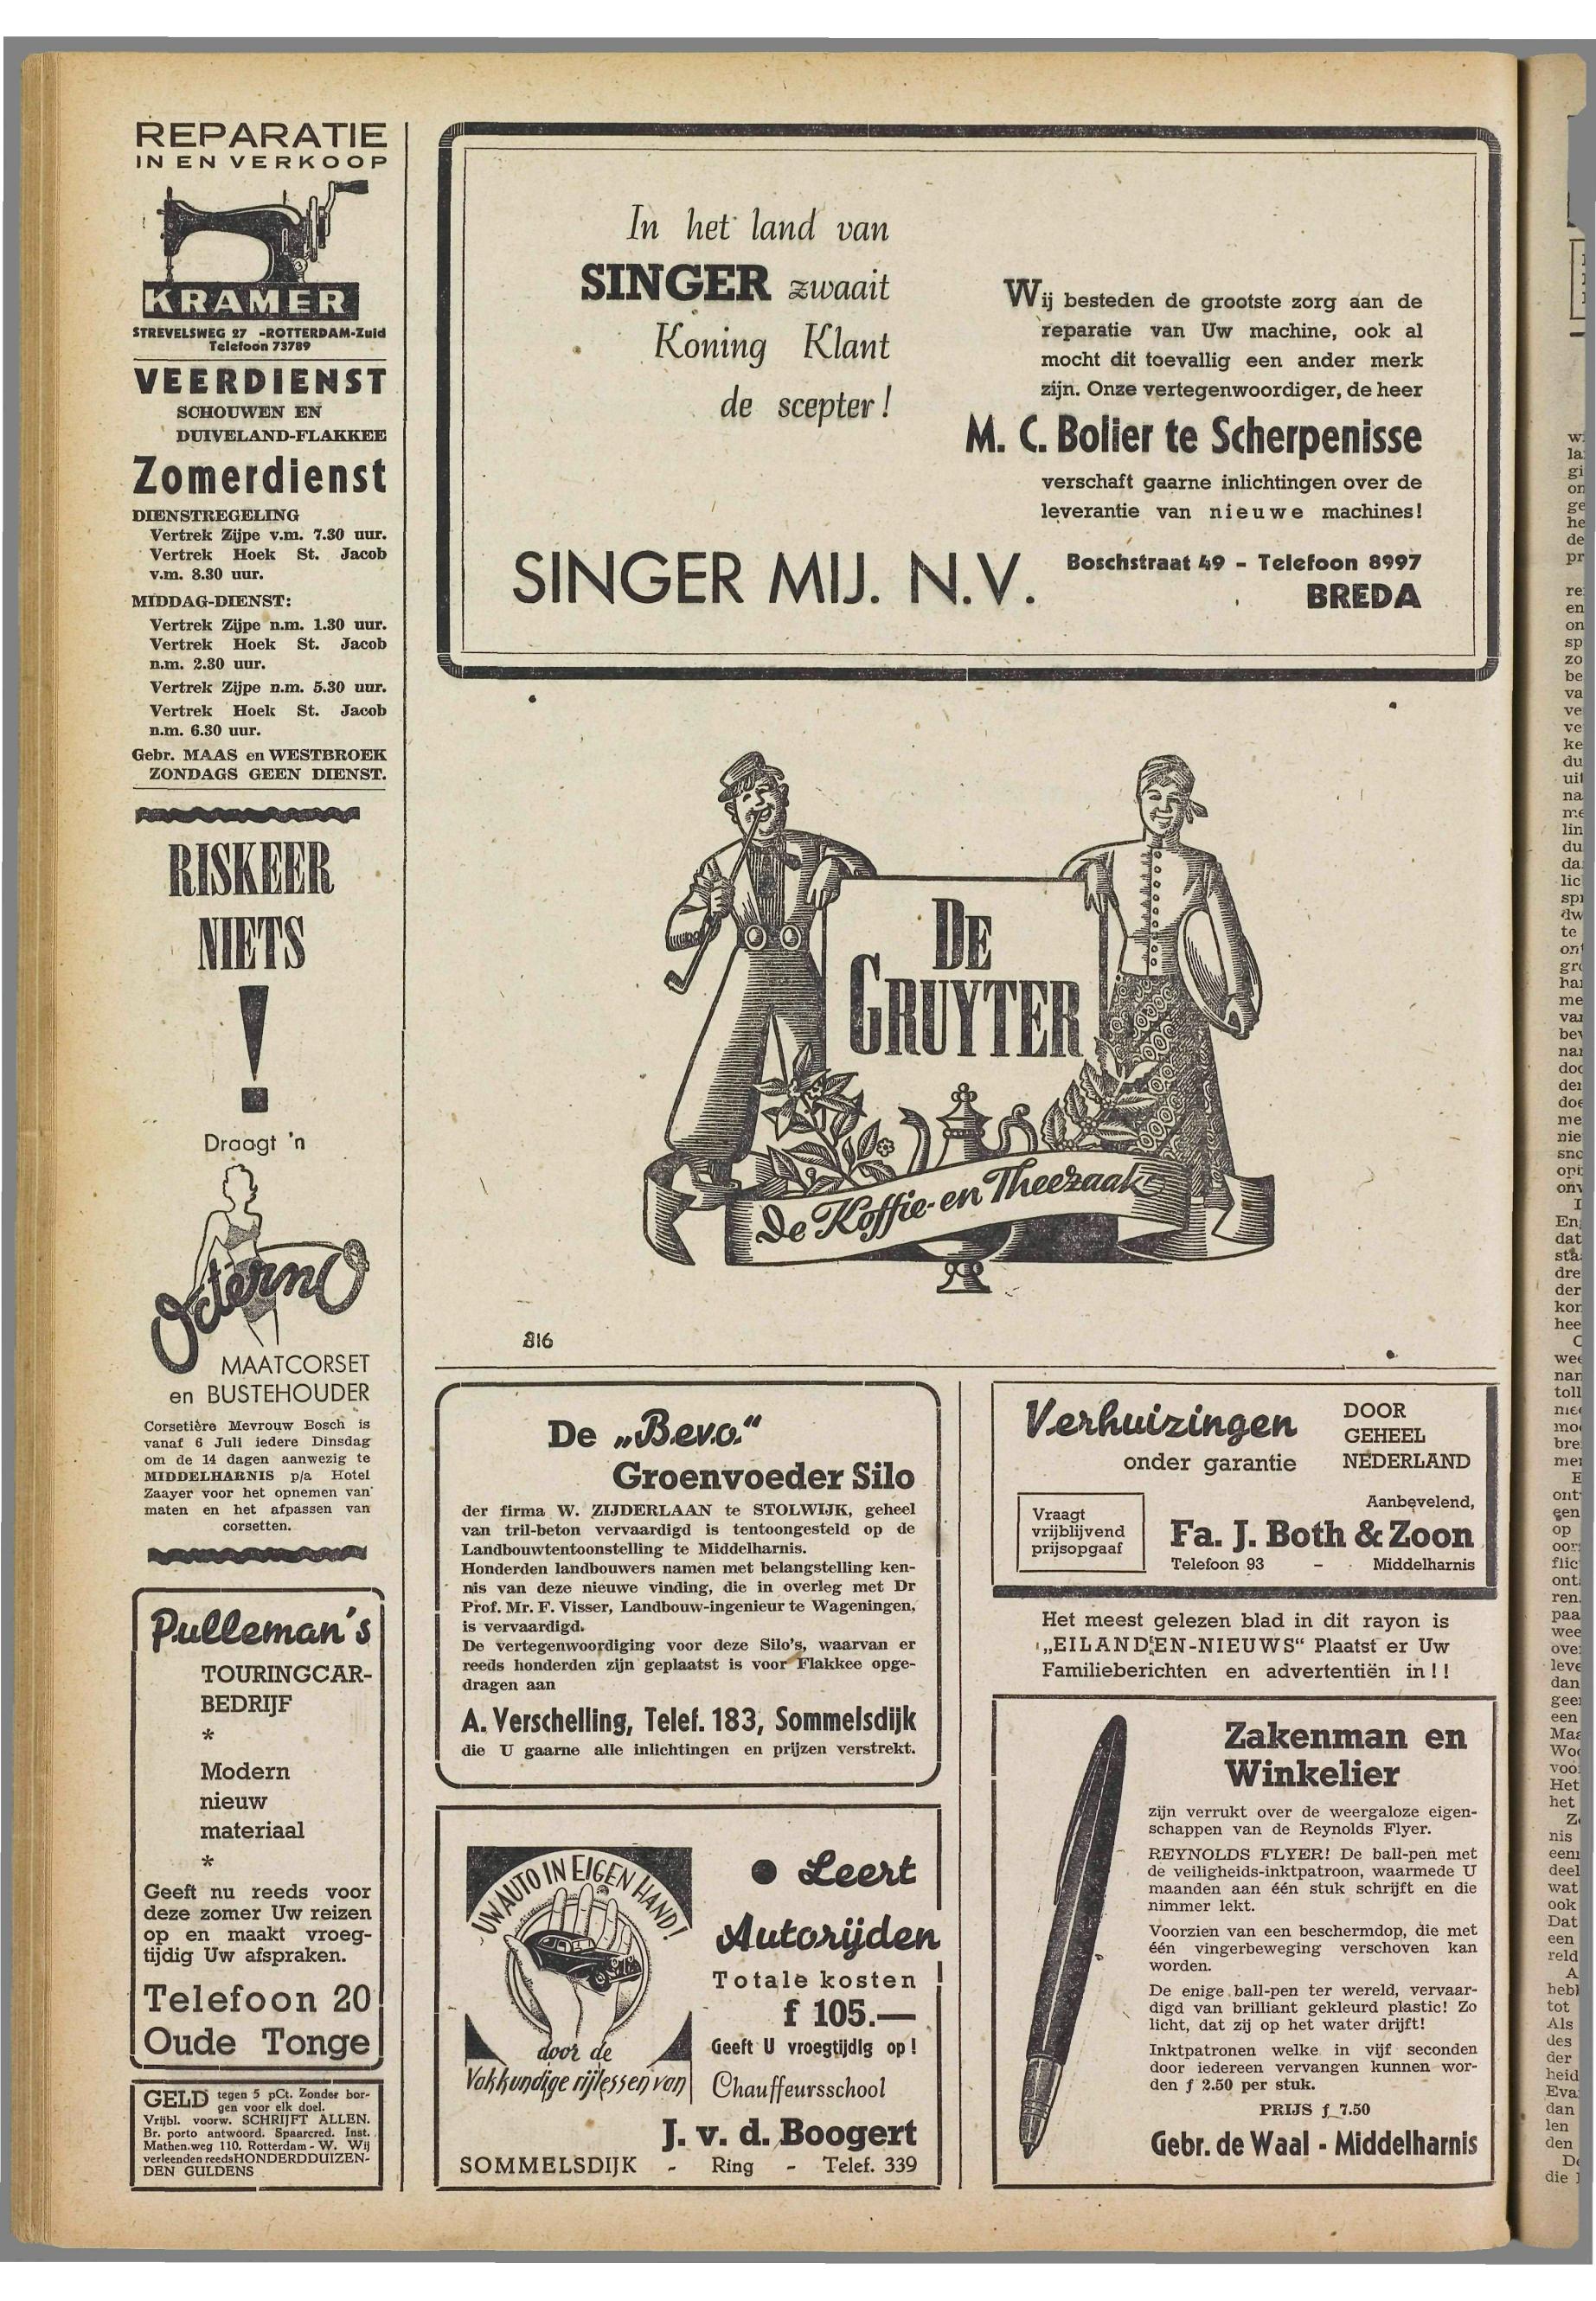 REPARATIE
IN EN VERKOOP
KRAMER
STREVELSWEG 27 -ROTTERDAM-Zuid
Telefoon 73789
VEERDIENST
SCHOUWEN EN
DUIVELAND-FLAKKEE
Zomerdienst
DIENSTREGELING
Vertrek Zijpe v.m. 7.30 uur.
Vertrek Hoek St. Jacob
v.m. 8.30 uur.
MIDDAG-DIENST:
Vertrek Zijpe n.m. 1.30 uur.
Vertrek Hoek St. Jacob
n.m. 2.30 uur.
Vertrek Zijpe n.m. 5.30 uur.
Vertrek Hoek St. Jacob
n.m. 6.30 uur.
Gebr. MAAS en WESTBROEK
ZONDAGS GEEN DIENST.
RISKEER
NIETS
!
Draagt 'n
Octerno
MAATCORSET
en BUSTEHOUDER
Corsetière Mevrouw Bosch is
vanaf 6 Juli iedere Dinsdag
om de 14 dagen aanwezig te
MIDDELHARNIS p/a Hotel
Zaayer voor het opnemen van
maten en het afpassen van
corsetten.
Pulleman's
TOURINGCAR-
BEDRIJF
*
Modern
nieuw
materiaal
*
Geeft nu reeds voor
deze zomer Uw reizen
op en maakt vroeg-
tijdig Uw afspraken.
Telefoon 20
Oude Tonge
GELD tegen 5 pCt. Zonder bor-
gen voor elk doel.
Vrijbl. voorw. SCHRIJFT ALLEN.
Br. porto antwoord. Spaarcred. Inst.
Mathen.weg 110, Rotterdam - W. Wij
verleenden reeds HONDERDDUIZEN-
DEN GULDENS
In het land van
SINGER zwaait
Koning Klant
de scepter!
Wij besteden de grootste zorg aan de
reparatie van Uw machine, ook al
mocht dit toevallig een ander merk
zijn. Onze vertegenwoordiger, de heer
M. C. Bolier te Scherpenisse
verschaft gaarne inlichtingen over de
leverantie van nieuwe machines!
SINGER MIJ. N.V.
Boschstraat 49 - Telefoon 8997
BREDA
DE
GRUYTER
De Koffie- en Theezaak
816
De „Bevo."
Groenvoeder Silo
der firma W. ZIJDERLAAN te STOLWIJK, geheel
van tril-beton vervaardigd is tentoongesteld op de
Landbouwtentoonstelling te Middelharnis.
Honderden landbouwers namen met belangstelling ken-
nis van deze nieuwe vinding, die in overleg met Dr
Prof. Mr. F. Visser, Landbouw-ingenieur te Wageningen,
is vervaardigd.
De vertegenwoordiging voor deze Silo's, waarvan er
reeds honderden zijn geplaatst is voor Flakkee opge-
dragen aan
A. Verschelling, Telef. 183, Sommelsdijk
die U gaarne alle inlichtingen en prijzen verstrekt.
UW AUTO IN EIGEN HAND!
door de
Vakkundige rijlessen van
● Leert
Autorijden
Totale kosten
f 105.—
Geeft U vroegtijdig op!
Chauffeursschool
J. v. d. Boogert
SOMMELSDIJK - Ring - Telef. 339
Verhuizingen
onder garantie
DOOR
GEHEEL
NEDERLAND
Vraagt
vrijblijvend
prijsopgaaf
Aanbevelend,
Fa. J. Both & Zoon
Telefoon 93 - Middelharnis
Het meest gelezen blad in dit rayon is
„EILANDEN-NIEUWS" Plaatst er Uw
Familieberichten en advertentiën in!!
Zakenman en
Winkelier
zijn verrukt over de weergaloze eigen-
schappen van de Reynolds Flyer.
REYNOLDS FLYER! De ball-pen met
de veiligheids-inktpatroon, waarmede U
maanden aan één stuk schrijft en die
nimmer lekt.
Voorzien van een beschermdop, die met
één vingerbeweging verschoven kan
worden.
De enige ball-pen ter wereld, vervaar-
digd van brilliant gekleurd plastic! Zo
licht, dat zij op het water drijft!
Inktpatronen welke in vijf seconden
door iedereen vervangen kunnen wor-
den f 2.50 per stuk.
PRIJS f 7.50
Gebr. de Waal - Middelharnis